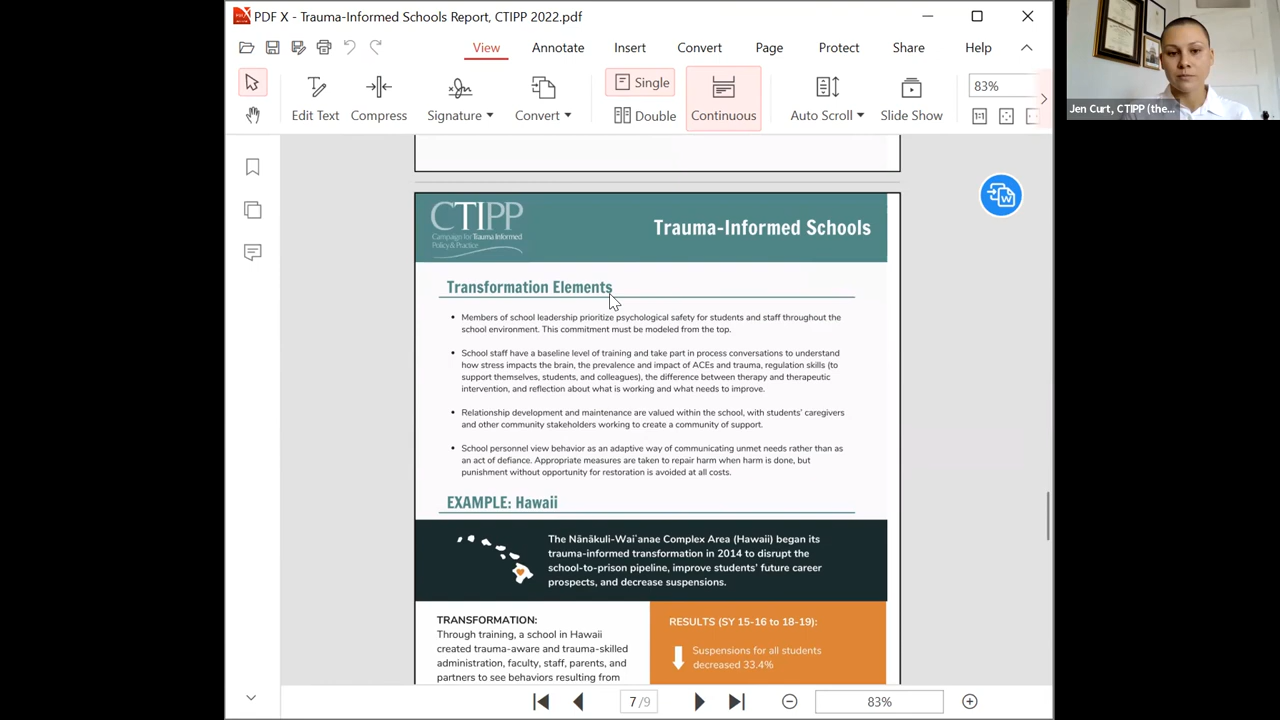 PDF X - Trauma-Informed Schools Report, CTIPP 2022.pdf
View Annotate Insert Convert Page Protect Share Help
Edit Text Compress Signature Convert Single Double Continuous Auto Scroll Slide Show 83%
1:1
Jen Curt, CTIPP (the...
W
CTIPP
Campaign for Trauma Informed
Policy & Practice
Trauma-Informed Schools
Transformation Elements
• Members of school leadership prioritize psychological safety for students and staff throughout the
school environment. This commitment must be modeled from the top.
• School staff have a baseline level of training and take part in process conversations to understand
how stress impacts the brain, the prevalence and impact of ACEs and trauma, regulation skills (to
support themselves, students, and colleagues), the difference between therapy and therapeutic
intervention, and reflection about what is working and what needs to improve.
• Relationship development and maintenance are valued within the school, with students' caregivers
and other community stakeholders working to create a community of support.
• School personnel view behavior as an adaptive way of communicating unmet needs rather than as
an act of defiance. Appropriate measures are taken to repair harm when harm is done, but
punishment without opportunity for restoration is avoided at all costs.
EXAMPLE: Hawaii
The Nānākuli-Waiʻanae Complex Area (Hawaii) began its
trauma-informed transformation in 2014 to disrupt the
school-to-prison pipeline, improve students' future career
prospects, and decrease suspensions.
TRANSFORMATION:
Through training, a school in Hawaii
created trauma-aware and trauma-skilled
administration, faculty, staff, parents, and
partners to see behaviors resulting from
RESULTS (SY 15-16 to 18-19):
Suspensions for all students
decreased 33.4%
7 /9
83%